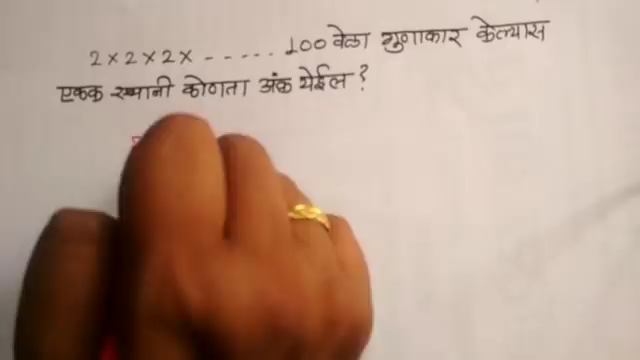 2×2×2×------100 वेळा गुणाकार केल्यास
एकक स्थानी कोणता अंक येईल ?